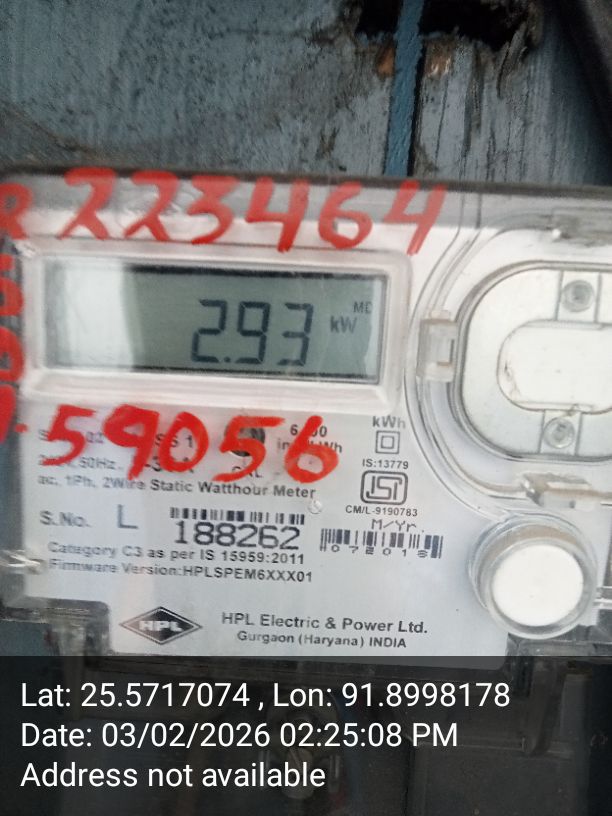 223464
MD
2.93 kW
59056
kWh
IS:13779
ISI
CM/L-9190783
ac. 1Ph. 2Wire Static Watthour Meter
S.No. L 188262
M/Yr.
072018
Category C3 as per IS 15959:2011
Firmware Version:HPLSPEM6XXX01
HPL
HPL Electric & Power Ltd.
Gurgaon (Haryana) INDIA
Lat: 25.5717074 , Lon: 91.8998178
Date: 03/02/2026 02:25:08 PM
Address not available